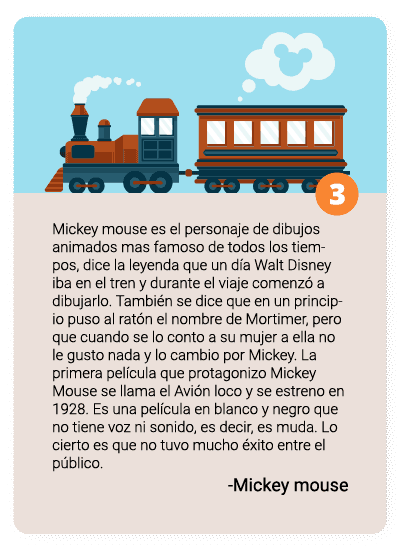 3
Mickey mouse es el personaje de dibujos
animados mas famoso de todos los tiem-
pos, dice la leyenda que un día Walt Disney
iba en el tren y durante el viaje comenzó a
dibujarlo. También se dice que en un princip-
io puso al ratón el nombre de Mortimer, pero
que cuando se lo conto a su mujer a ella no
le gusto nada y lo cambio por Mickey. La
primera película que protagonizo Mickey
Mouse se llama el Avión loco y se estreno en
1928. Es una película en blanco y negro que
no tiene voz ni sonido, es decir, es muda. Lo
cierto es que no tuvo mucho éxito entre el
público.
-Mickey mouse